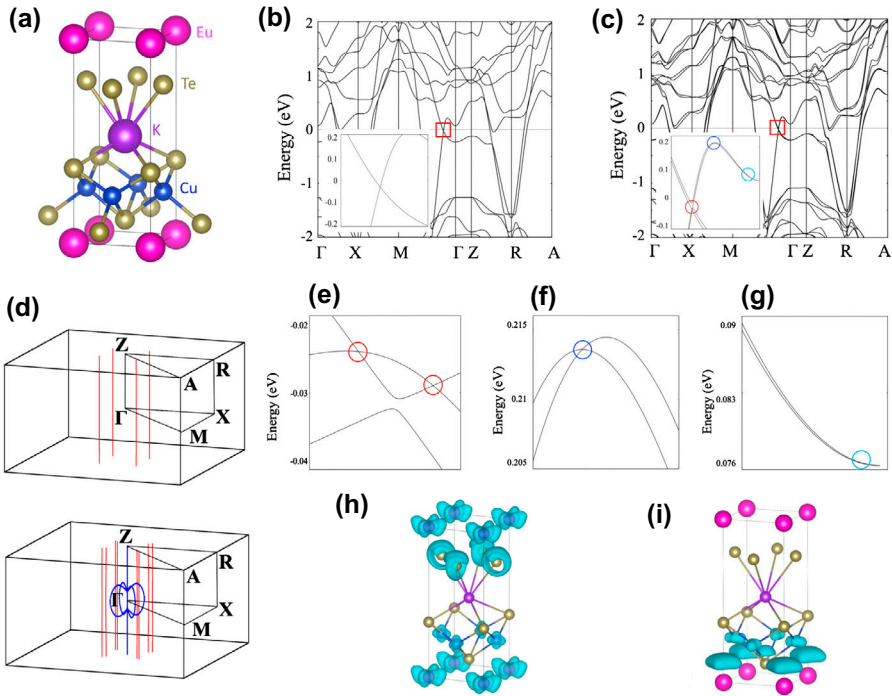 (a)
Eu
Te
K
Cu
(b)
Energy (eV)
2
1
0
-1
-2
0.2
0.1
0
-0.1
-0.2
Γ X M Γ Z R A
(c)
Energy (eV)
2
1
0
-1
-2
0.2
0.1
0
-0.1
Γ X M Γ Z R A
(d)
Z
R
A
Γ
X
M
Z
R
A
Γ
X
M
(e)
Energy (eV)
-0.02
-0.03
-0.04
(f)
Energy (eV)
0.215
0.21
0.205
(g)
Energy (eV)
0.09
0.083
0.076
(h)
(i)